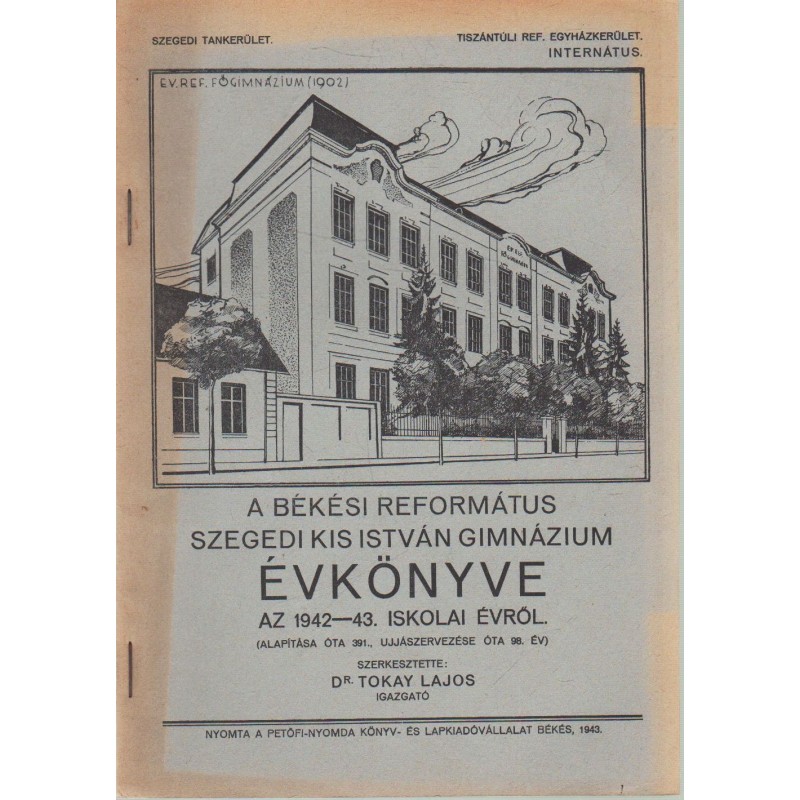 SZEGEDI TANKERÜLET.
TISZÁNTÚLI REF. EGYHÁZKERÜLET.
INTERNÁTUS.
EV. REF. FŐGIMNÁZIUM (1902)
A BÉKÉSI REFORMÁTUS
SZEGEDI KIS ISTVÁN GIMNÁZIUM
ÉVKÖNYVE
AZ 1942—43. ISKOLAI ÉVRŐL.
(ALAPÍTÁSA ÓTA 391., UJJÁSZERVEZÉSE ÓTA 98. ÉV)
SZERKESZTETTE:
DR. TOKAY LAJOS
IGAZGATÓ
NYOMTA A PETŐFI-NYOMDA KÖNYV- ÉS LAPKIADÓVÁLLALAT BÉKÉS, 1943.